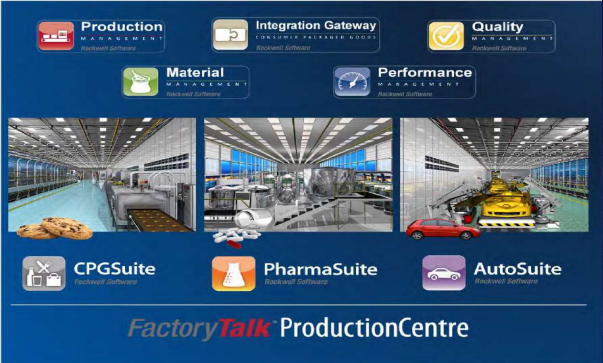 Production
MANAGEMENT
Rockwell Software
Integration Gateway
CONSUMER PACKAGED GOODS
Rockwell Software
Quality
MANAGEMENT
Rockwell Software
Material
MANAGEMENT
Rockwell Software
Performance
MANAGEMENT
Rockwell Software
CPGSuite
Rockwell Software
PharmaSuite
Rockwell Software
AutoSuite
Rockwell Software
FactoryTalk ProductionCentre